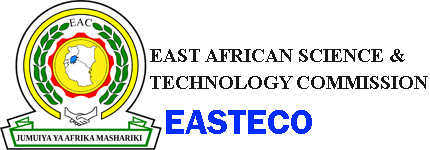 EAC
JUMUIYA YA AFRIKA MASHARIKI
EAST AFRICAN SCIENCE &
TECHNOLOGY COMMISSION
EASTECO